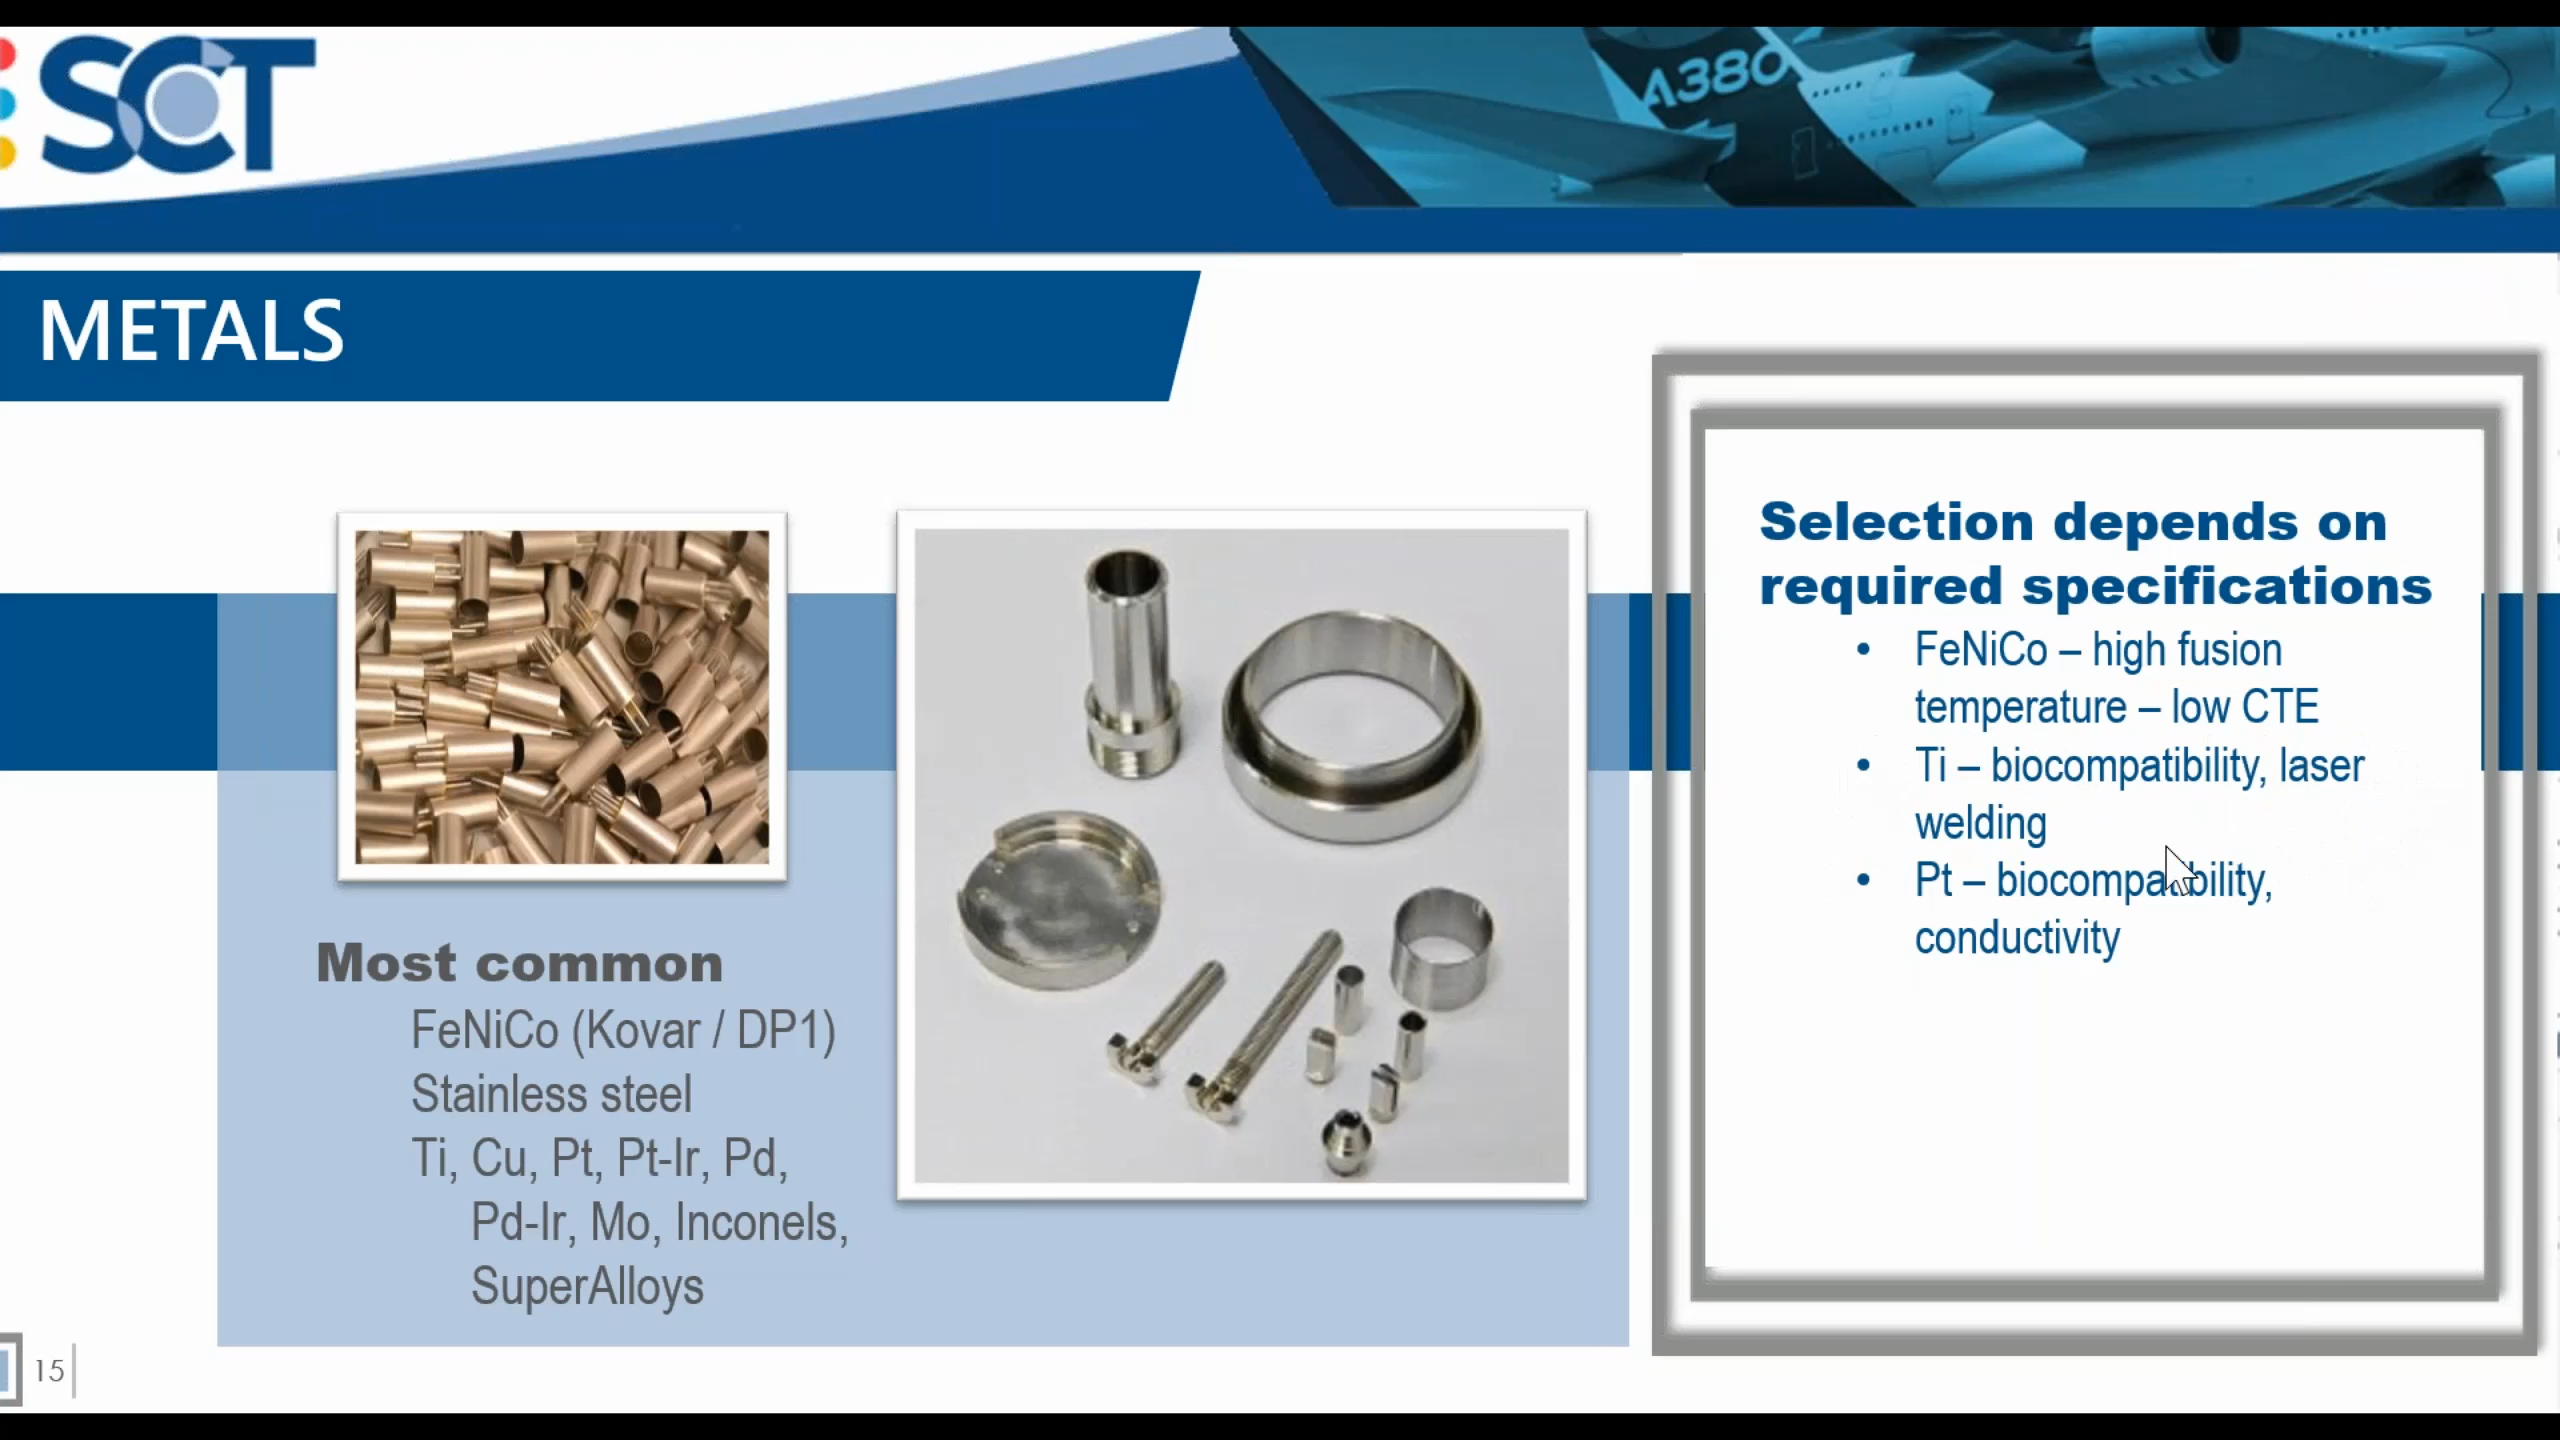 SCT
A380
METALS
Selection depends on
required specifications
• FeNiCo – high fusion
temperature – low CTE
• Ti – biocompatibility, laser
welding
• Pt – biocompatibility,
conductivity
Most common
FeNiCo (Kovar / DP1)
Stainless steel
Ti, Cu, Pt, Pt-Ir, Pd,
Pd-Ir, Mo, Inconels,
SuperAlloys
15